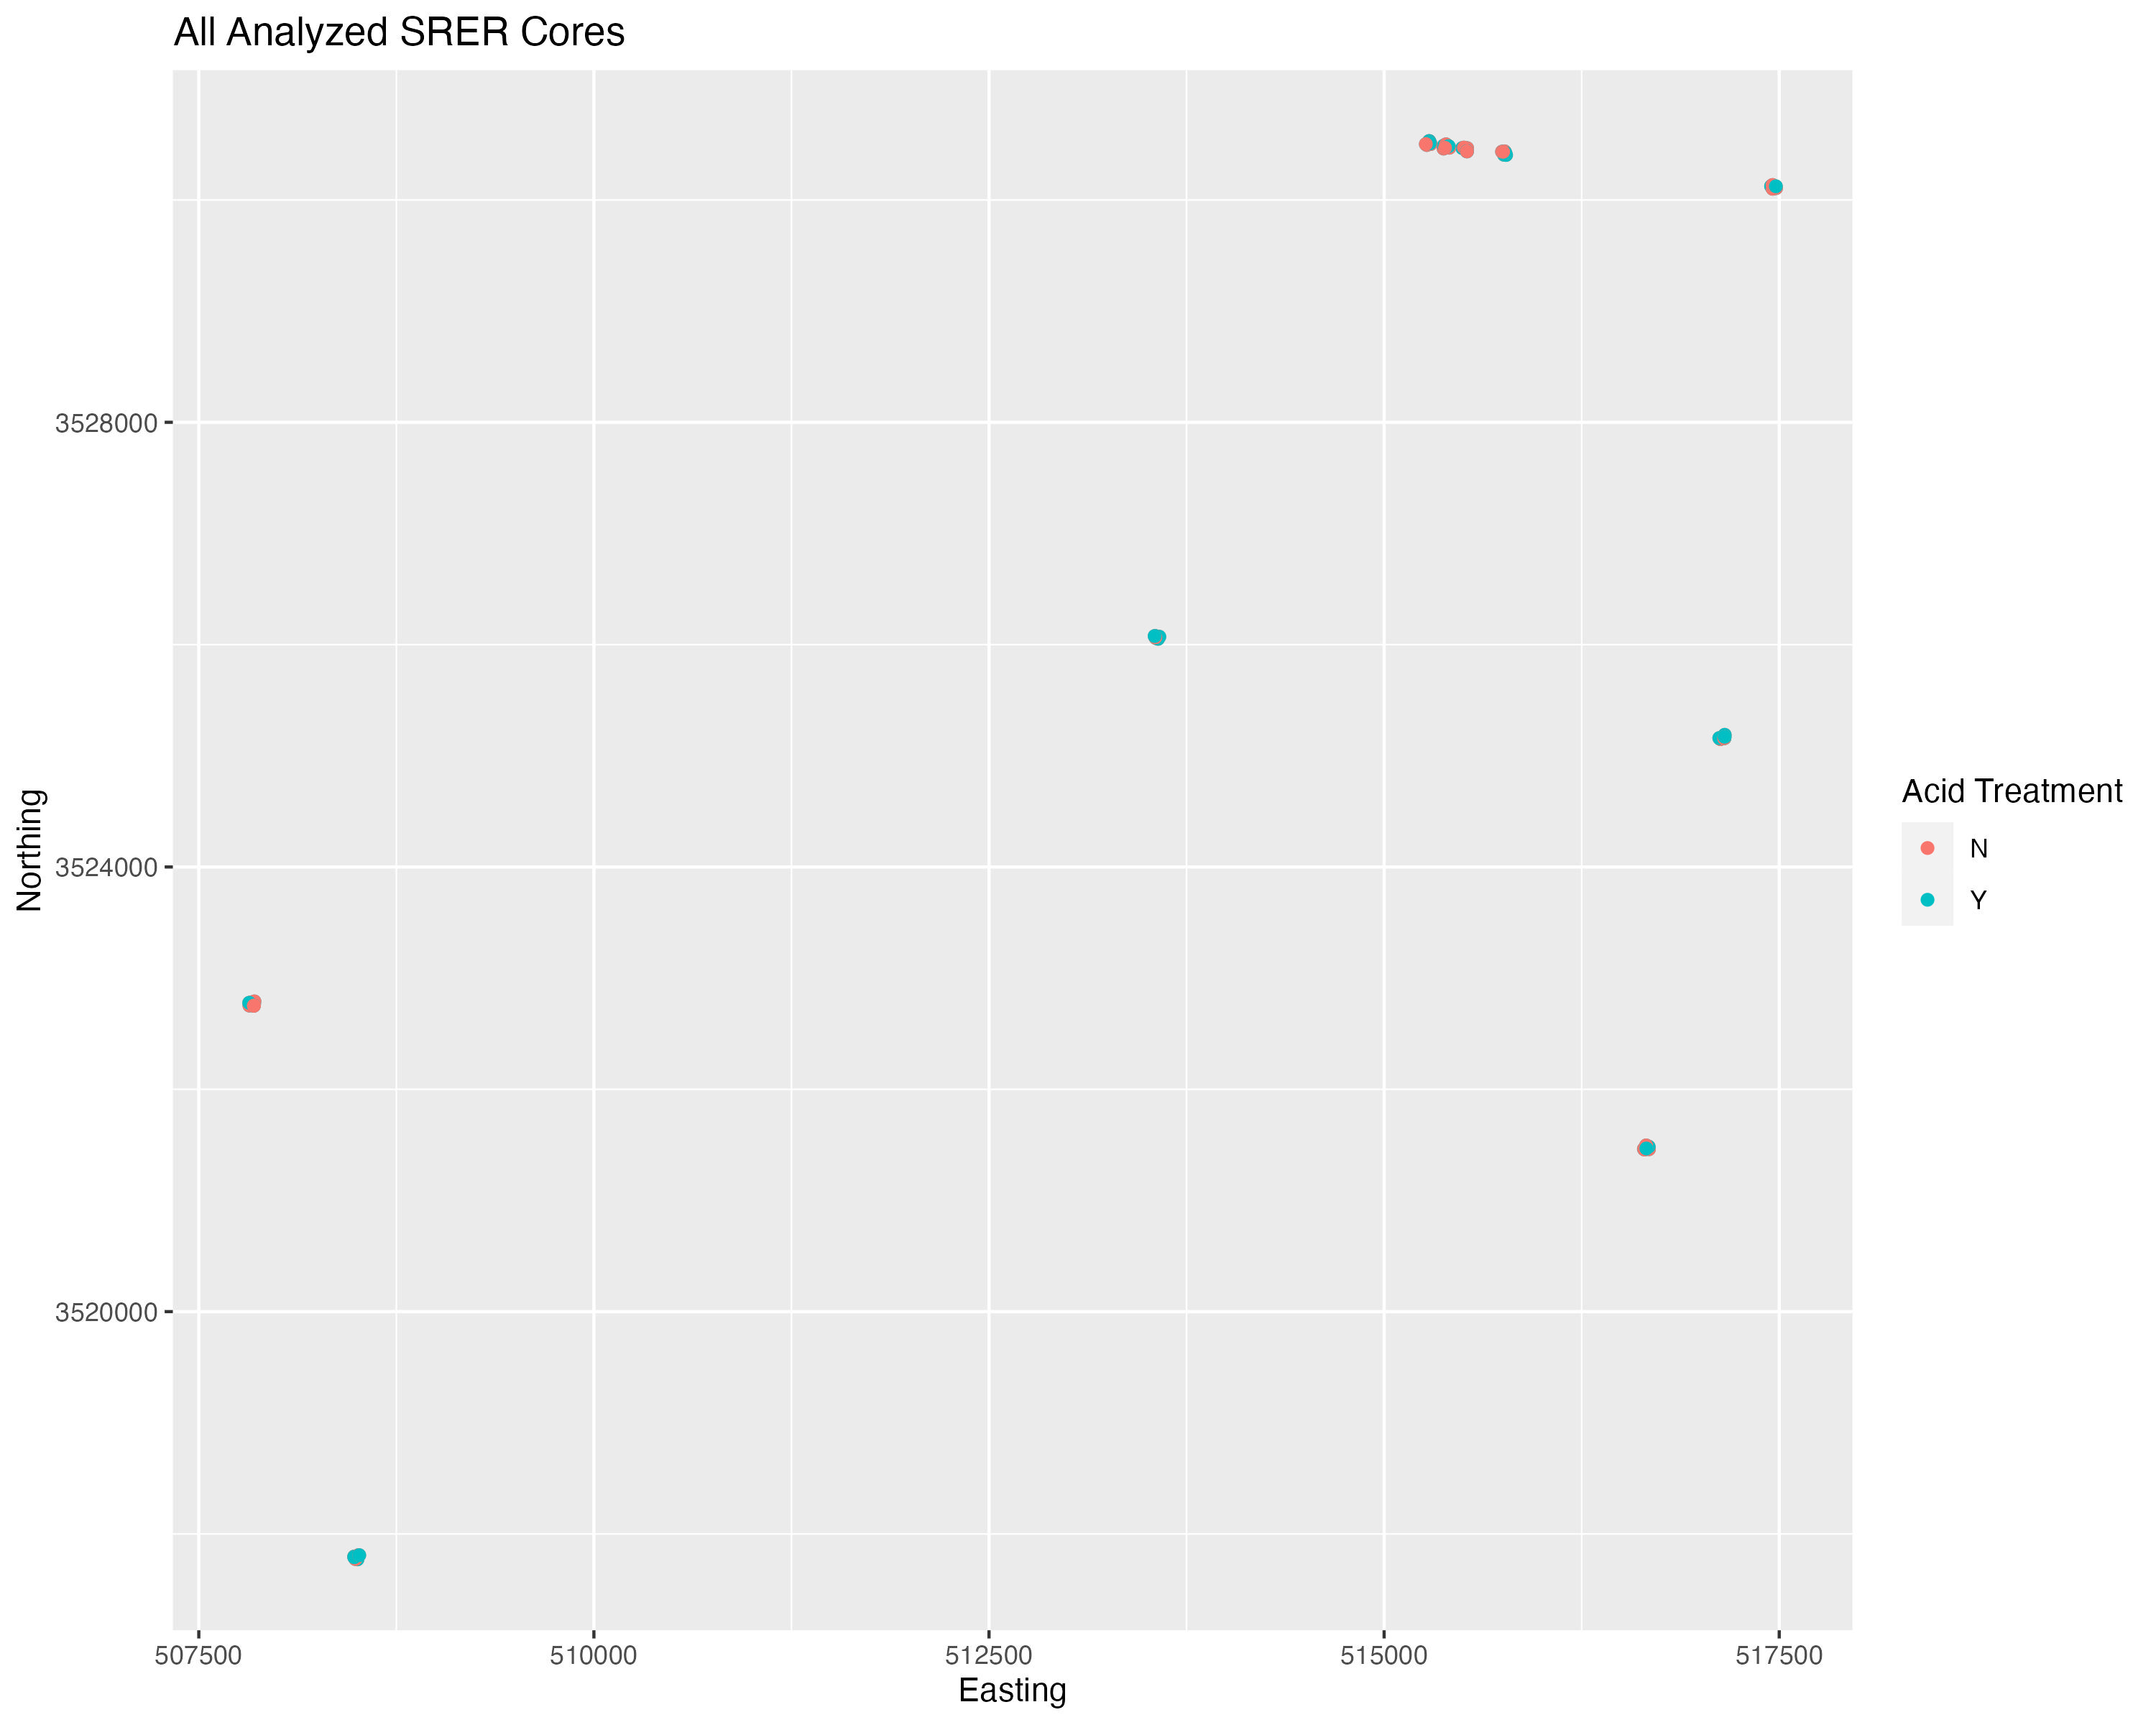 All Analyzed SRER Cores
3528000
3524000
3520000
Northing
507500 510000 512500 515000 517500
Easting
Acid Treatment
N
Y